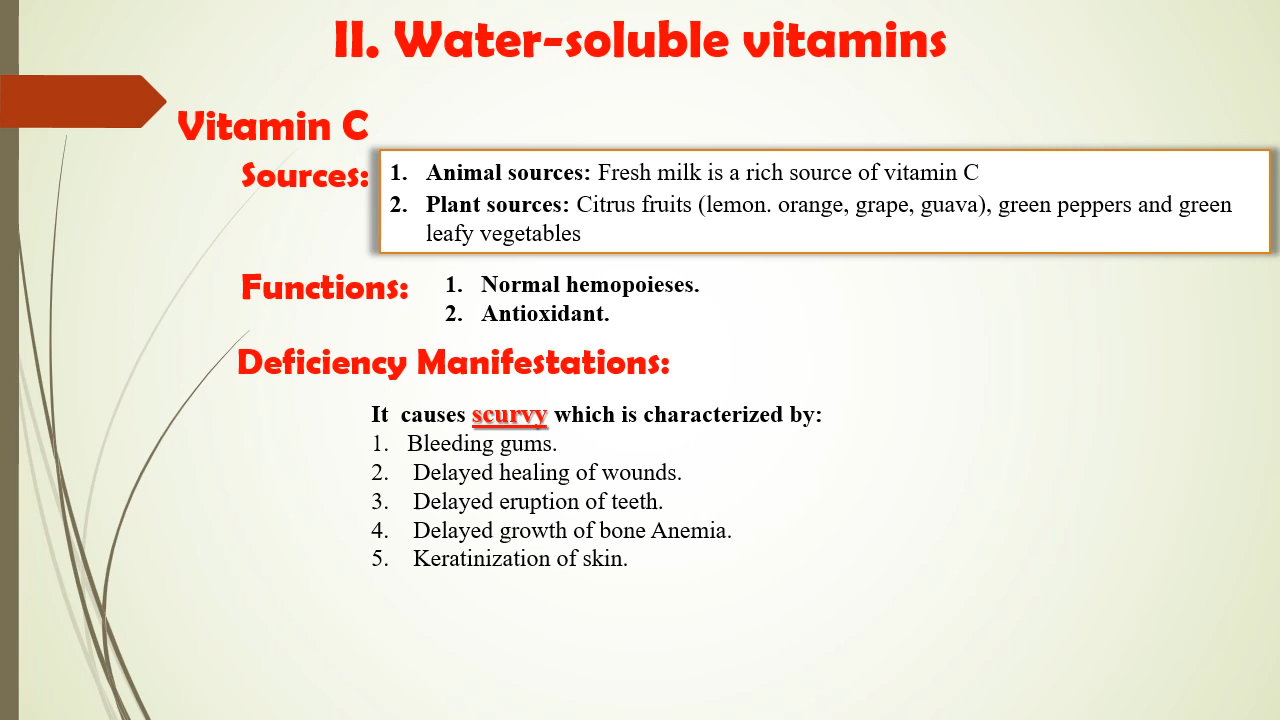 II. Water-soluble vitamins
Vitamin C
Sources:
1. Animal sources: Fresh milk is a rich source of vitamin C
2. Plant sources: Citrus fruits (lemon. orange, grape, guava), green peppers and green
leafy vegetables
Functions:
1. Normal hemopoieses.
2. Antioxidant.
Deficiency Manifestations:
It causes scurvy which is characterized by:
1. Bleeding gums.
2. Delayed healing of wounds.
3. Delayed eruption of teeth.
4. Delayed growth of bone Anemia.
5. Keratinization of skin.